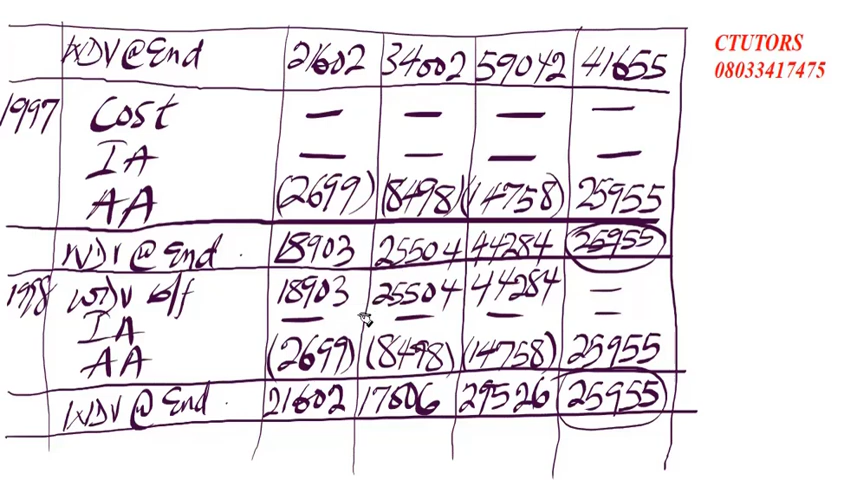 WDV @ End 21602 34002 59042 41655
CTUTORS
08033417475
1997 Cost — — — —
IA — — — —
AA (2699) (8498) (14758) 25955
WDV @ End . 18903 25504 44284 25955
1998 WDV b/f 18903 25504 44284 —
IA — — — —
AA (2699) (8498) (14758) 25955
WDV @ End . 21602 17006 29526 25955